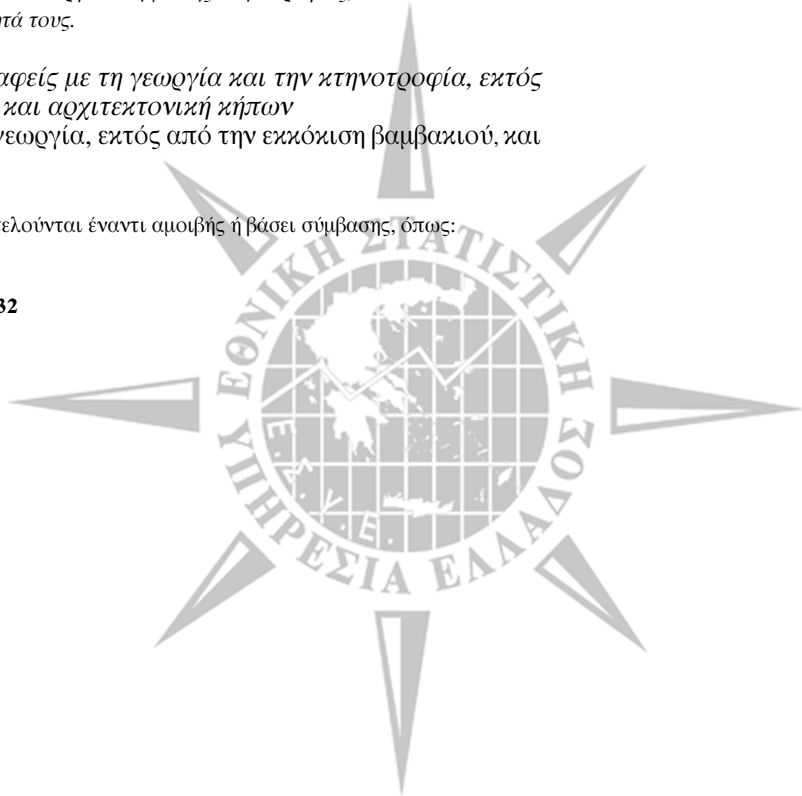 τά τους.
αφείς με τη γεωργία και την κτηνοτροφία, εκτός
και αρχιτεκτονική κήπων
γεωργία, εκτός από την εκκόκιση βαμβακιού, και
ελούνται έναντι αμοιβής ή βάσει σύμβασης, όπως:
32
ΕΘΝΙΚΗ ΣΤΑΤΙΣΤΙΚΗ
ΥΠΗΡΕΣΙΑ ΕΛΛΑΔΟΣ
Ε.Σ.Υ.Ε.